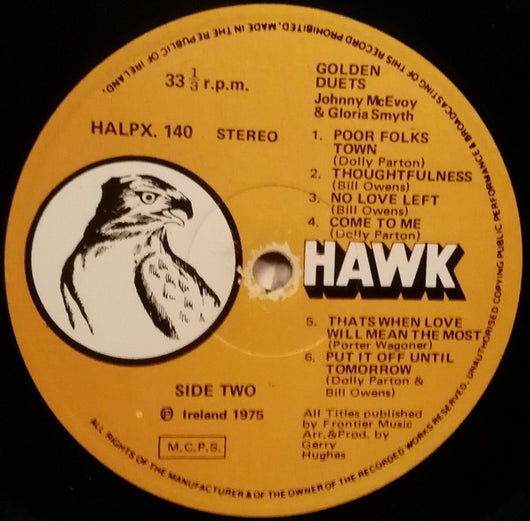 ALL RIGHTS OF THE MANUFACTURER & OF THE OWNER OF THE RECORDED WORKS RESERVED. UNAUTHORISED COPYING PUBLIC PERFORMANCE & BROADCASTING OF THIS RECORD PROHIBITED. MADE IN THE REPUBLIC OF IRELAND.
33 1/3 r.p.m.
HALPX. 140 STEREO
GOLDEN
DUETS
Johnny McEvoy
& Gloria Smyth
1. POOR FOLKS
TOWN
(Dolly Parton)
2. THOUGHTFULNESS
(Bill Owens)
3. NO LOVE LEFT
(Bill Owens)
4. COME TO ME
(Dolly Parton)
HAWK
5. THATS WHEN LOVE
WILL MEAN THE MOST
(Porter Wagoner)
6. PUT IT OFF UNTIL
TOMORROW
(Dolly Parton &
Bill Owens)
SIDE TWO
℗ Ireland 1975
M.C.P.S.
All Titles published
by Frontier Music
Arr.& Prod. by
Gerry
Hughes